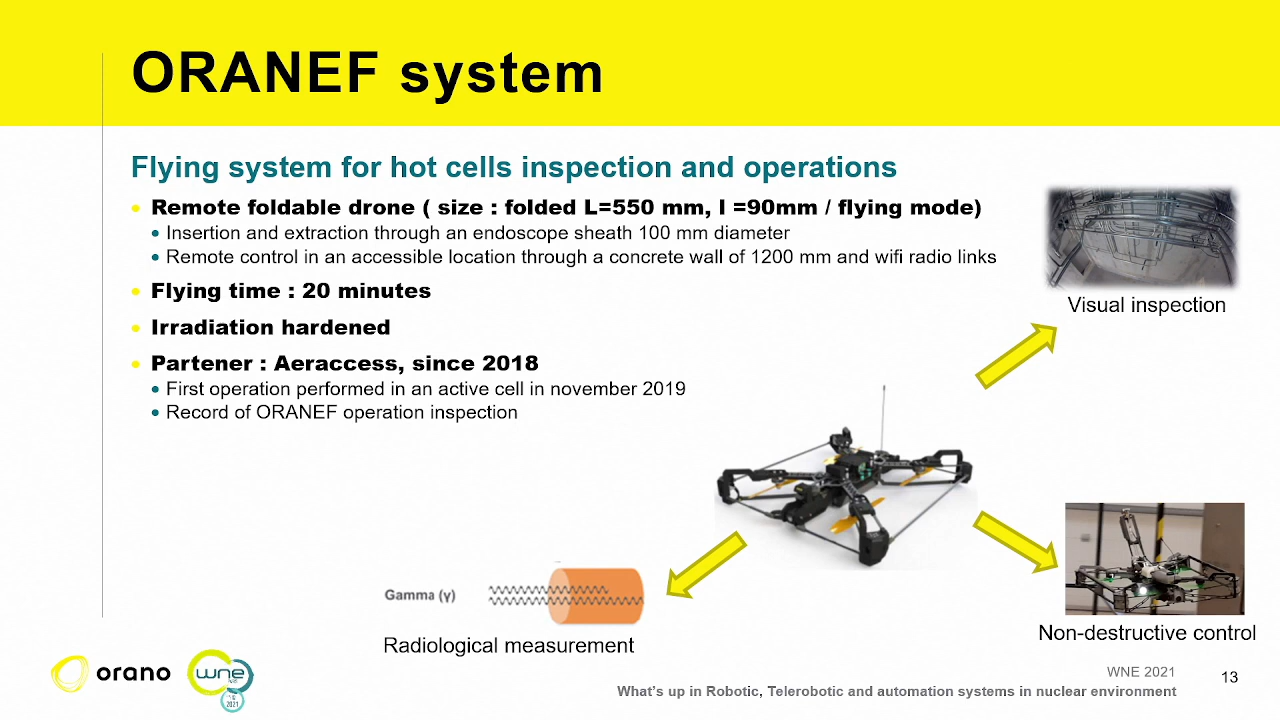 ORANEF system
Flying system for hot cells inspection and operations
• Remote foldable drone ( size : folded L=550 mm, l =90mm / flying mode)
• Insertion and extraction through an endoscope sheath 100 mm diameter
• Remote control in an accessible location through a concrete wall of 1200 mm and wifi radio links
• Flying time : 20 minutes
• Irradiation hardened
• Partener : Aeraccess, since 2018
• First operation performed in an active cell in november 2019
• Record of ORANEF operation inspection
Visual inspection
Gamma (γ)
Radiological measurement
Non-destructive control
orano
wne
2021
WNE 2021
What's up in Robotic, Telerobotic and automation systems in nuclear environment
13